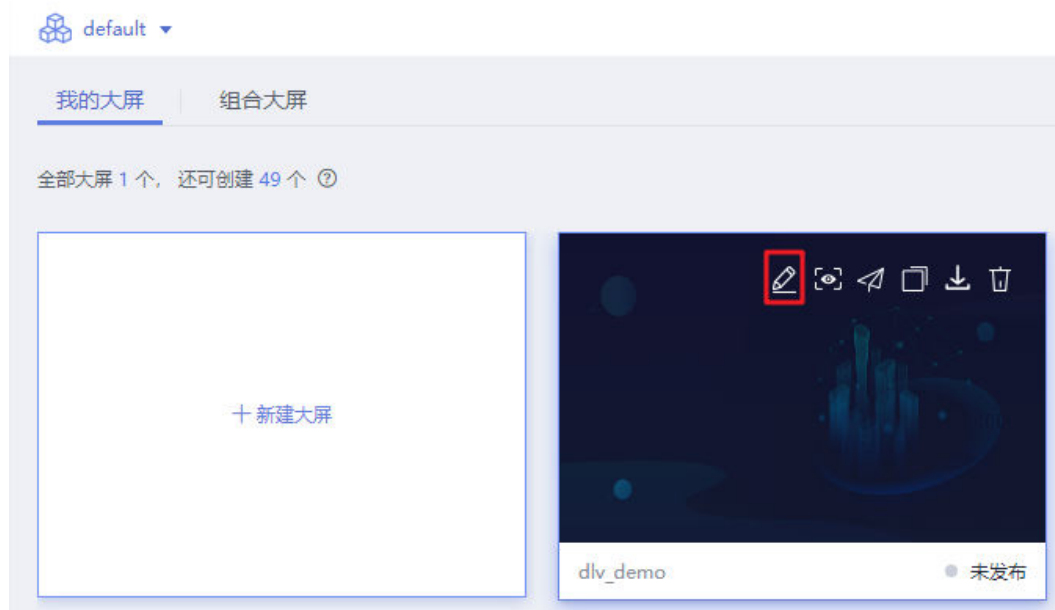 default
我的大屏 组合大屏
全部大屏 1 个, 还可创建 49 个
十新建大屏
dlv_demo 未发布